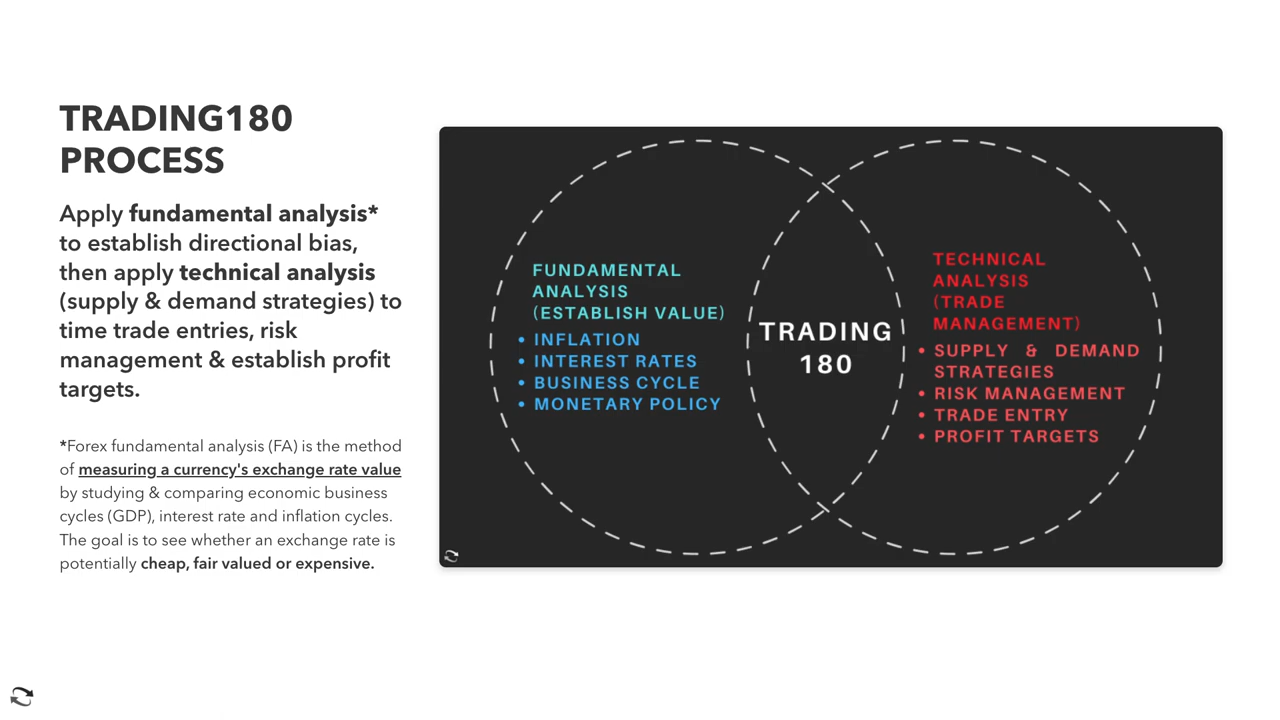 TRADING180
PROCESS
Apply fundamental analysis*
to establish directional bias,
then apply technical analysis
(supply & demand strategies) to
time trade entries, risk
management & establish profit
targets.
*Forex fundamental analysis (FA) is the method
of measuring a currency's exchange rate value
by studying & comparing economic business
cycles (GDP), interest rate and inflation cycles.
The goal is to see whether an exchange rate is
potentially cheap, fair valued or expensive.
FUNDAMENTAL
ANALYSIS
(ESTABLISH VALUE)
• INFLATION
• INTEREST RATES
• BUSINESS CYCLE
• MONETARY POLICY
TRADING
180
TECHNICAL
ANALYSIS
(TRADE
MANAGEMENT)
• SUPPLY & DEMAND
STRATEGIES
• RISK MANAGEMENT
• TRADE ENTRY
• PROFIT TARGETS